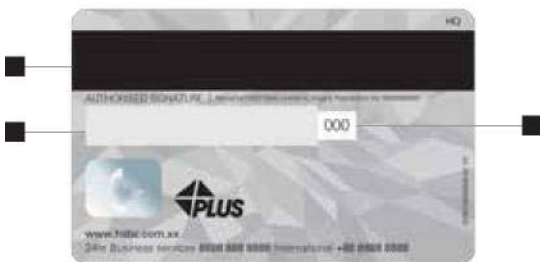 HQ
AUTHORISED SIGNATURE
000
PLUS
www.hsbc.com.xx
24hr Business services 0000 000 0000 International +00 0000 0000